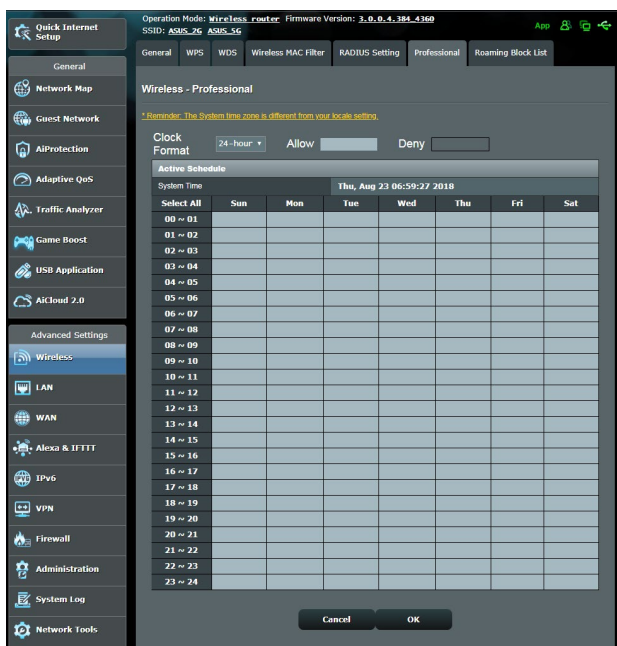 Quick Internet
Setup
General
Network Map
Guest Network
AiProtection
Adaptive QoS
Traffic Analyzer
Game Boost
USB Application
AiCloud 2.0
Advanced Settings
Wireless
LAN
WAN
Alexa & IFTTT
IPv6
VPN
Firewall
Administration
System Log
Network Tools
Operation Mode: Wireless router Firmware Version: 3.0.0.4.384_4360
SSID: ASUS_2G ASUS_5G
App
General WPS WDS Wireless MAC Filter RADIUS Setting Professional Roaming Block List
Wireless - Professional
* Reminder: The System time zone is different from your locale setting.
Clock
Format
24-hour Allow Deny
Active Schedule
System Time Thu, Aug 23 06:59:27 2018
Select All Sun Mon Tue Wed Thu Fri Sat
00 ~ 01
01 ~ 02
02 ~ 03
03 ~ 04
04 ~ 05
05 ~ 06
06 ~ 07
07 ~ 08
08 ~ 09
09 ~ 10
10 ~ 11
11 ~ 12
12 ~ 13
13 ~ 14
14 ~ 15
15 ~ 16
16 ~ 17
17 ~ 18
18 ~ 19
19 ~ 20
20 ~ 21
21 ~ 22
22 ~ 23
23 ~ 24
Cancel OK